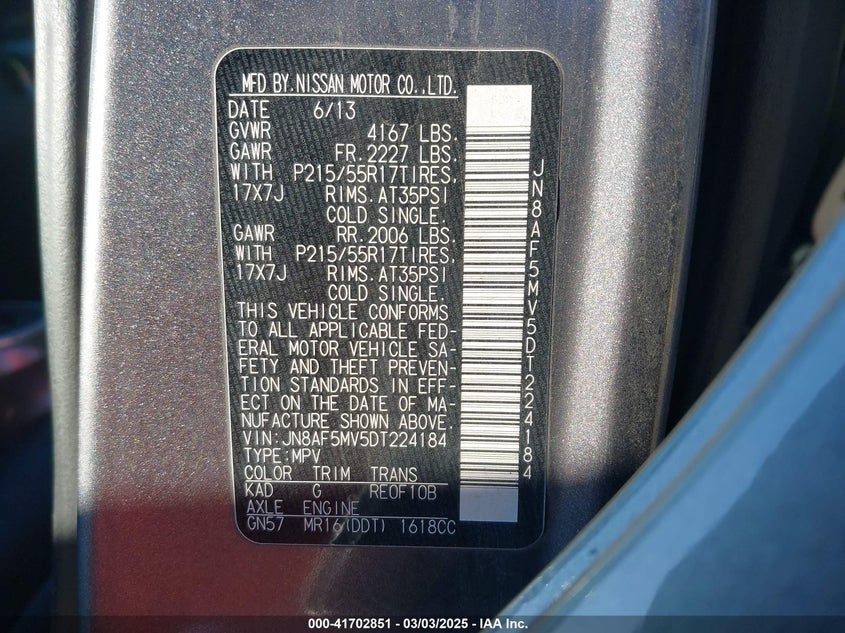 MFD BY.NISSAN MOTOR CO.,LTD.
DATE 6/13
GVWR 4167 LBS.
GAWR FR.2227 LBS.
WITH P215/55R17TIRES,
17X7J RIMS.AT35PSI
COLD SINGLE.
GAWR RR.2006 LBS.
WITH P215/55R17TIRES,
17X7J RIMS.AT35PSI
COLD SINGLE.
THIS VEHICLE CONFORMS
TO ALL APPLICABLE FED-
ERAL MOTOR VEHICLE SA-
FETY AND THEFT PREVEN-
TION STANDARDS IN EFF-
ECT ON THE DATE OF MA-
NUFACTURE SHOWN ABOVE.
VIN:JN8AF5MV5DT224184
TYPE:MPV
COLOR TRIM TRANS
KAD G RE0F10B
AXLE ENGINE
GN57 MR16(DDT) 1618CC
JN8AF5MV5DT224184
000-41702851 - 03/03/2025 - IAA Inc.